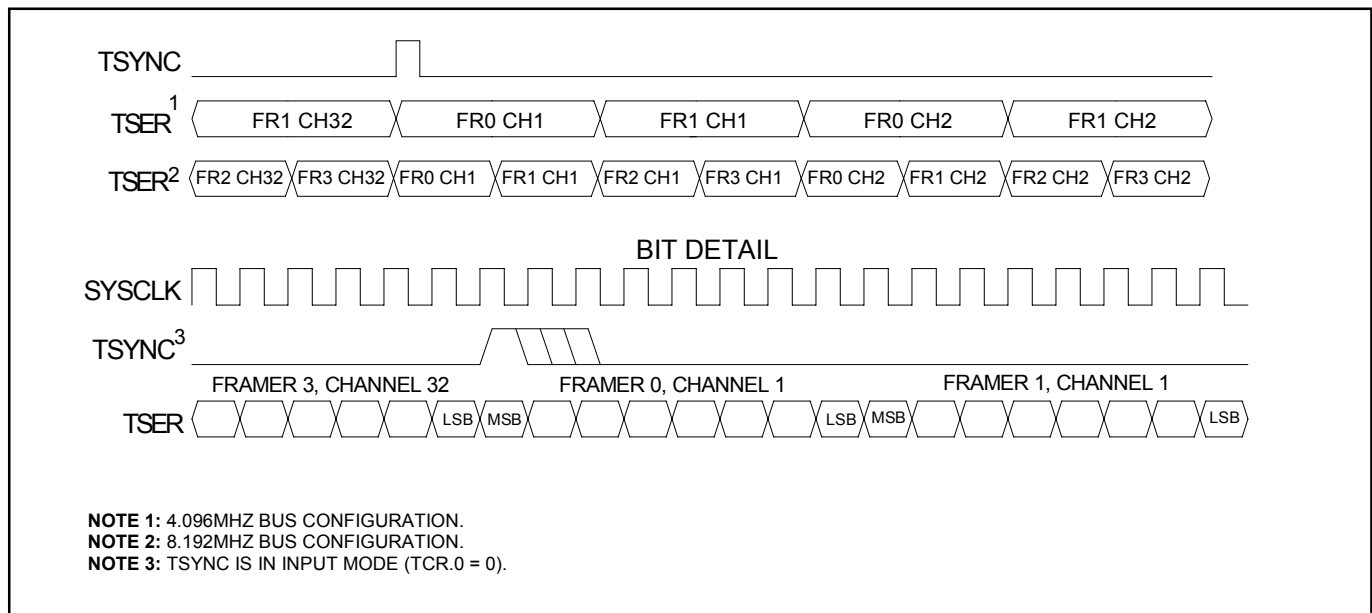 TSYNC
TSER1 FR1 CH32 FR0 CH1 FR1 CH1 FR0 CH2 FR1 CH2
TSER2 FR2 CH32 FR3 CH32 FR0 CH1 FR1 CH1 FR2 CH1 FR3 CH1 FR0 CH2 FR1 CH2 FR2 CH2 FR3 CH2
BIT DETAIL
SYSCLK
TSYNC3
FRAMER 3, CHANNEL 32 FRAMER 0, CHANNEL 1 FRAMER 1, CHANNEL 1
TSER LSB MSB LSB MSB LSB
NOTE 1: 4.096MHZ BUS CONFIGURATION.
NOTE 2: 8.192MHZ BUS CONFIGURATION.
NOTE 3: TSYNC IS IN INPUT MODE (TCR.0 = 0).